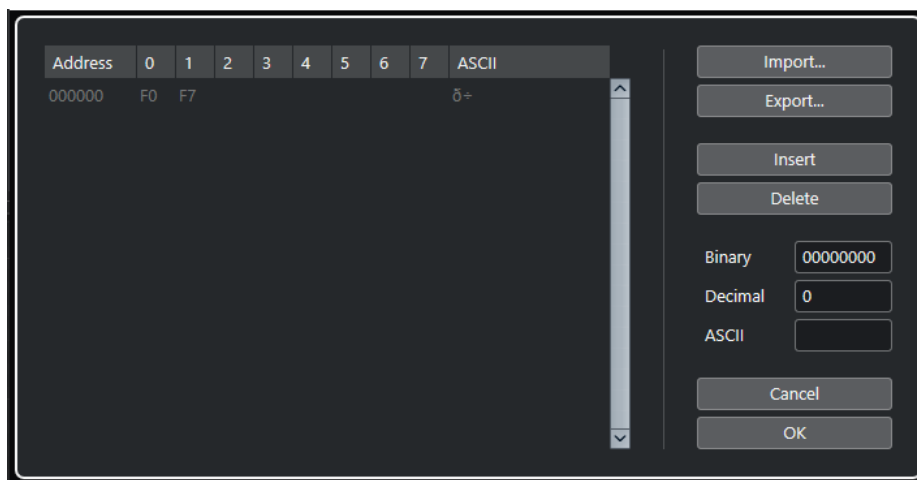 Address 0 1 2 3 4 5 6 7 ASCII
000000 F0 F7 ð÷
Import...
Export...
Insert
Delete
Binary 00000000
Decimal 0
ASCII
Cancel
OK